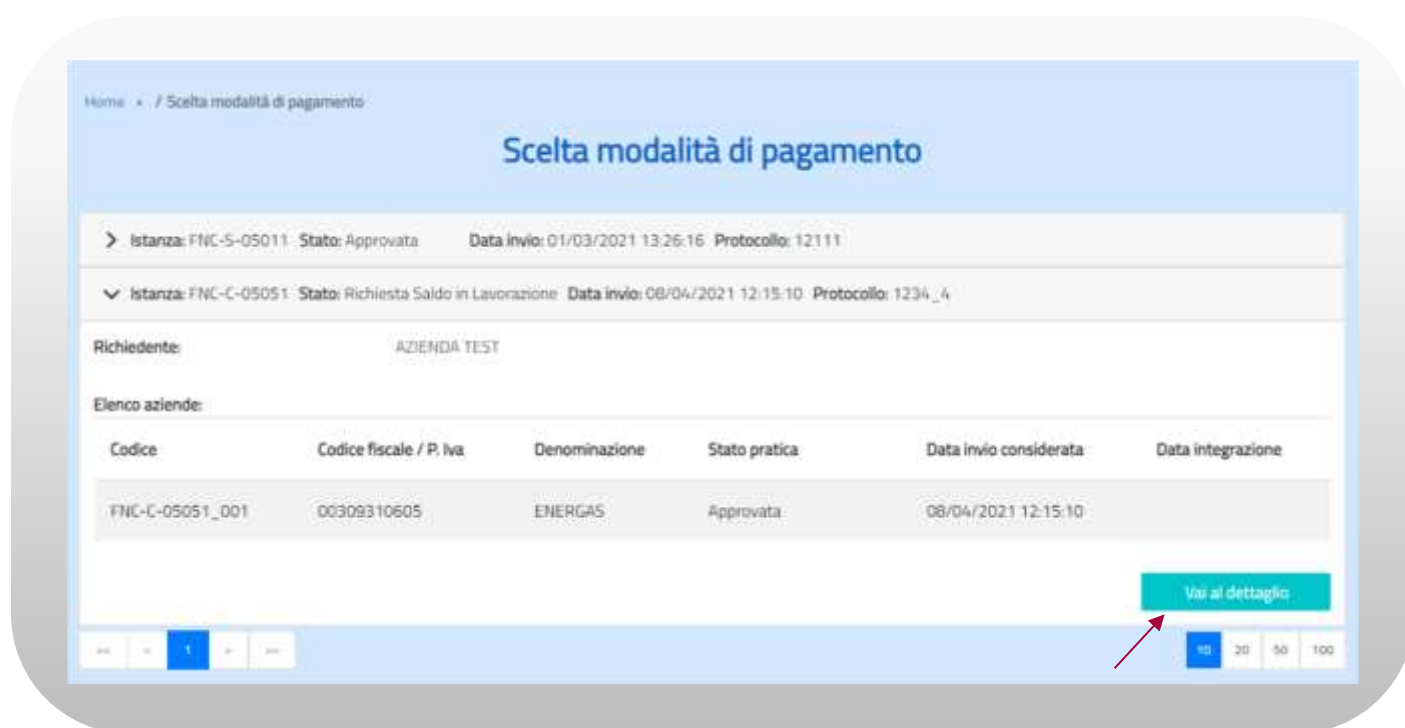 Home / Scelta modalità di pagamento
Scelta modalità di pagamento
Istanza: FNC-S-05011 Stato: Approvata Data invio: 01/03/2021 13:26:16 Protocollo: 12111
Istanza: FNC-C-05051 Stato: Richiesta Saldo in Lavorazione Data invio: 08/04/2021 12:15:10 Protocollo: 1234_4
Richiedente: AZIENDA TEST
Elenco aziende:
Codice Codice fiscale / P. Iva Denominazione Stato pratica Data invio considerata Data integrazione
FNC-C-05051_001 00309310605 ENERGAS Approvata 08/04/2021 12:15:10
Vai al dettaglio
<< < 1 > >> 10 20 50 100